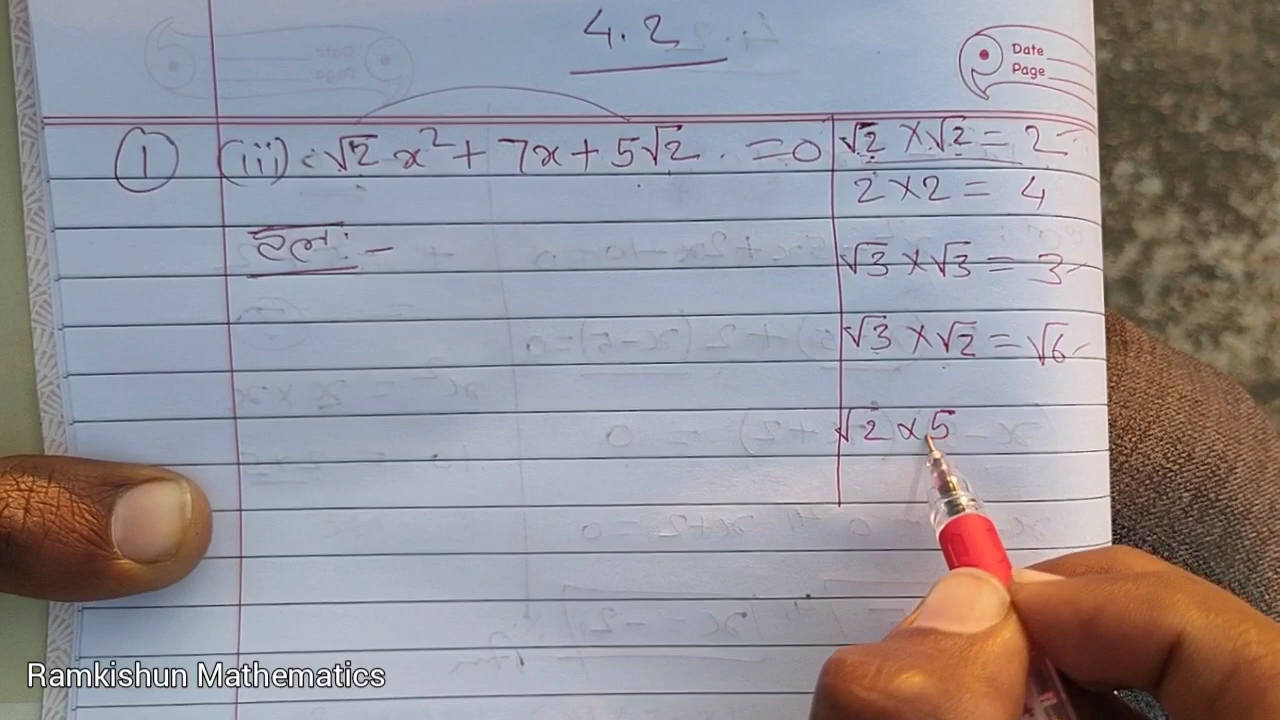 4.2
Date
Page
① (iii) √2 x² + 7x + 5√2 . = 0
√2 × √2 = 2
2 × 2 = 4
हल :-
√3 × √3 = 3
√3 × √2 = √6
√2 × 5
Ramkishun Mathematics